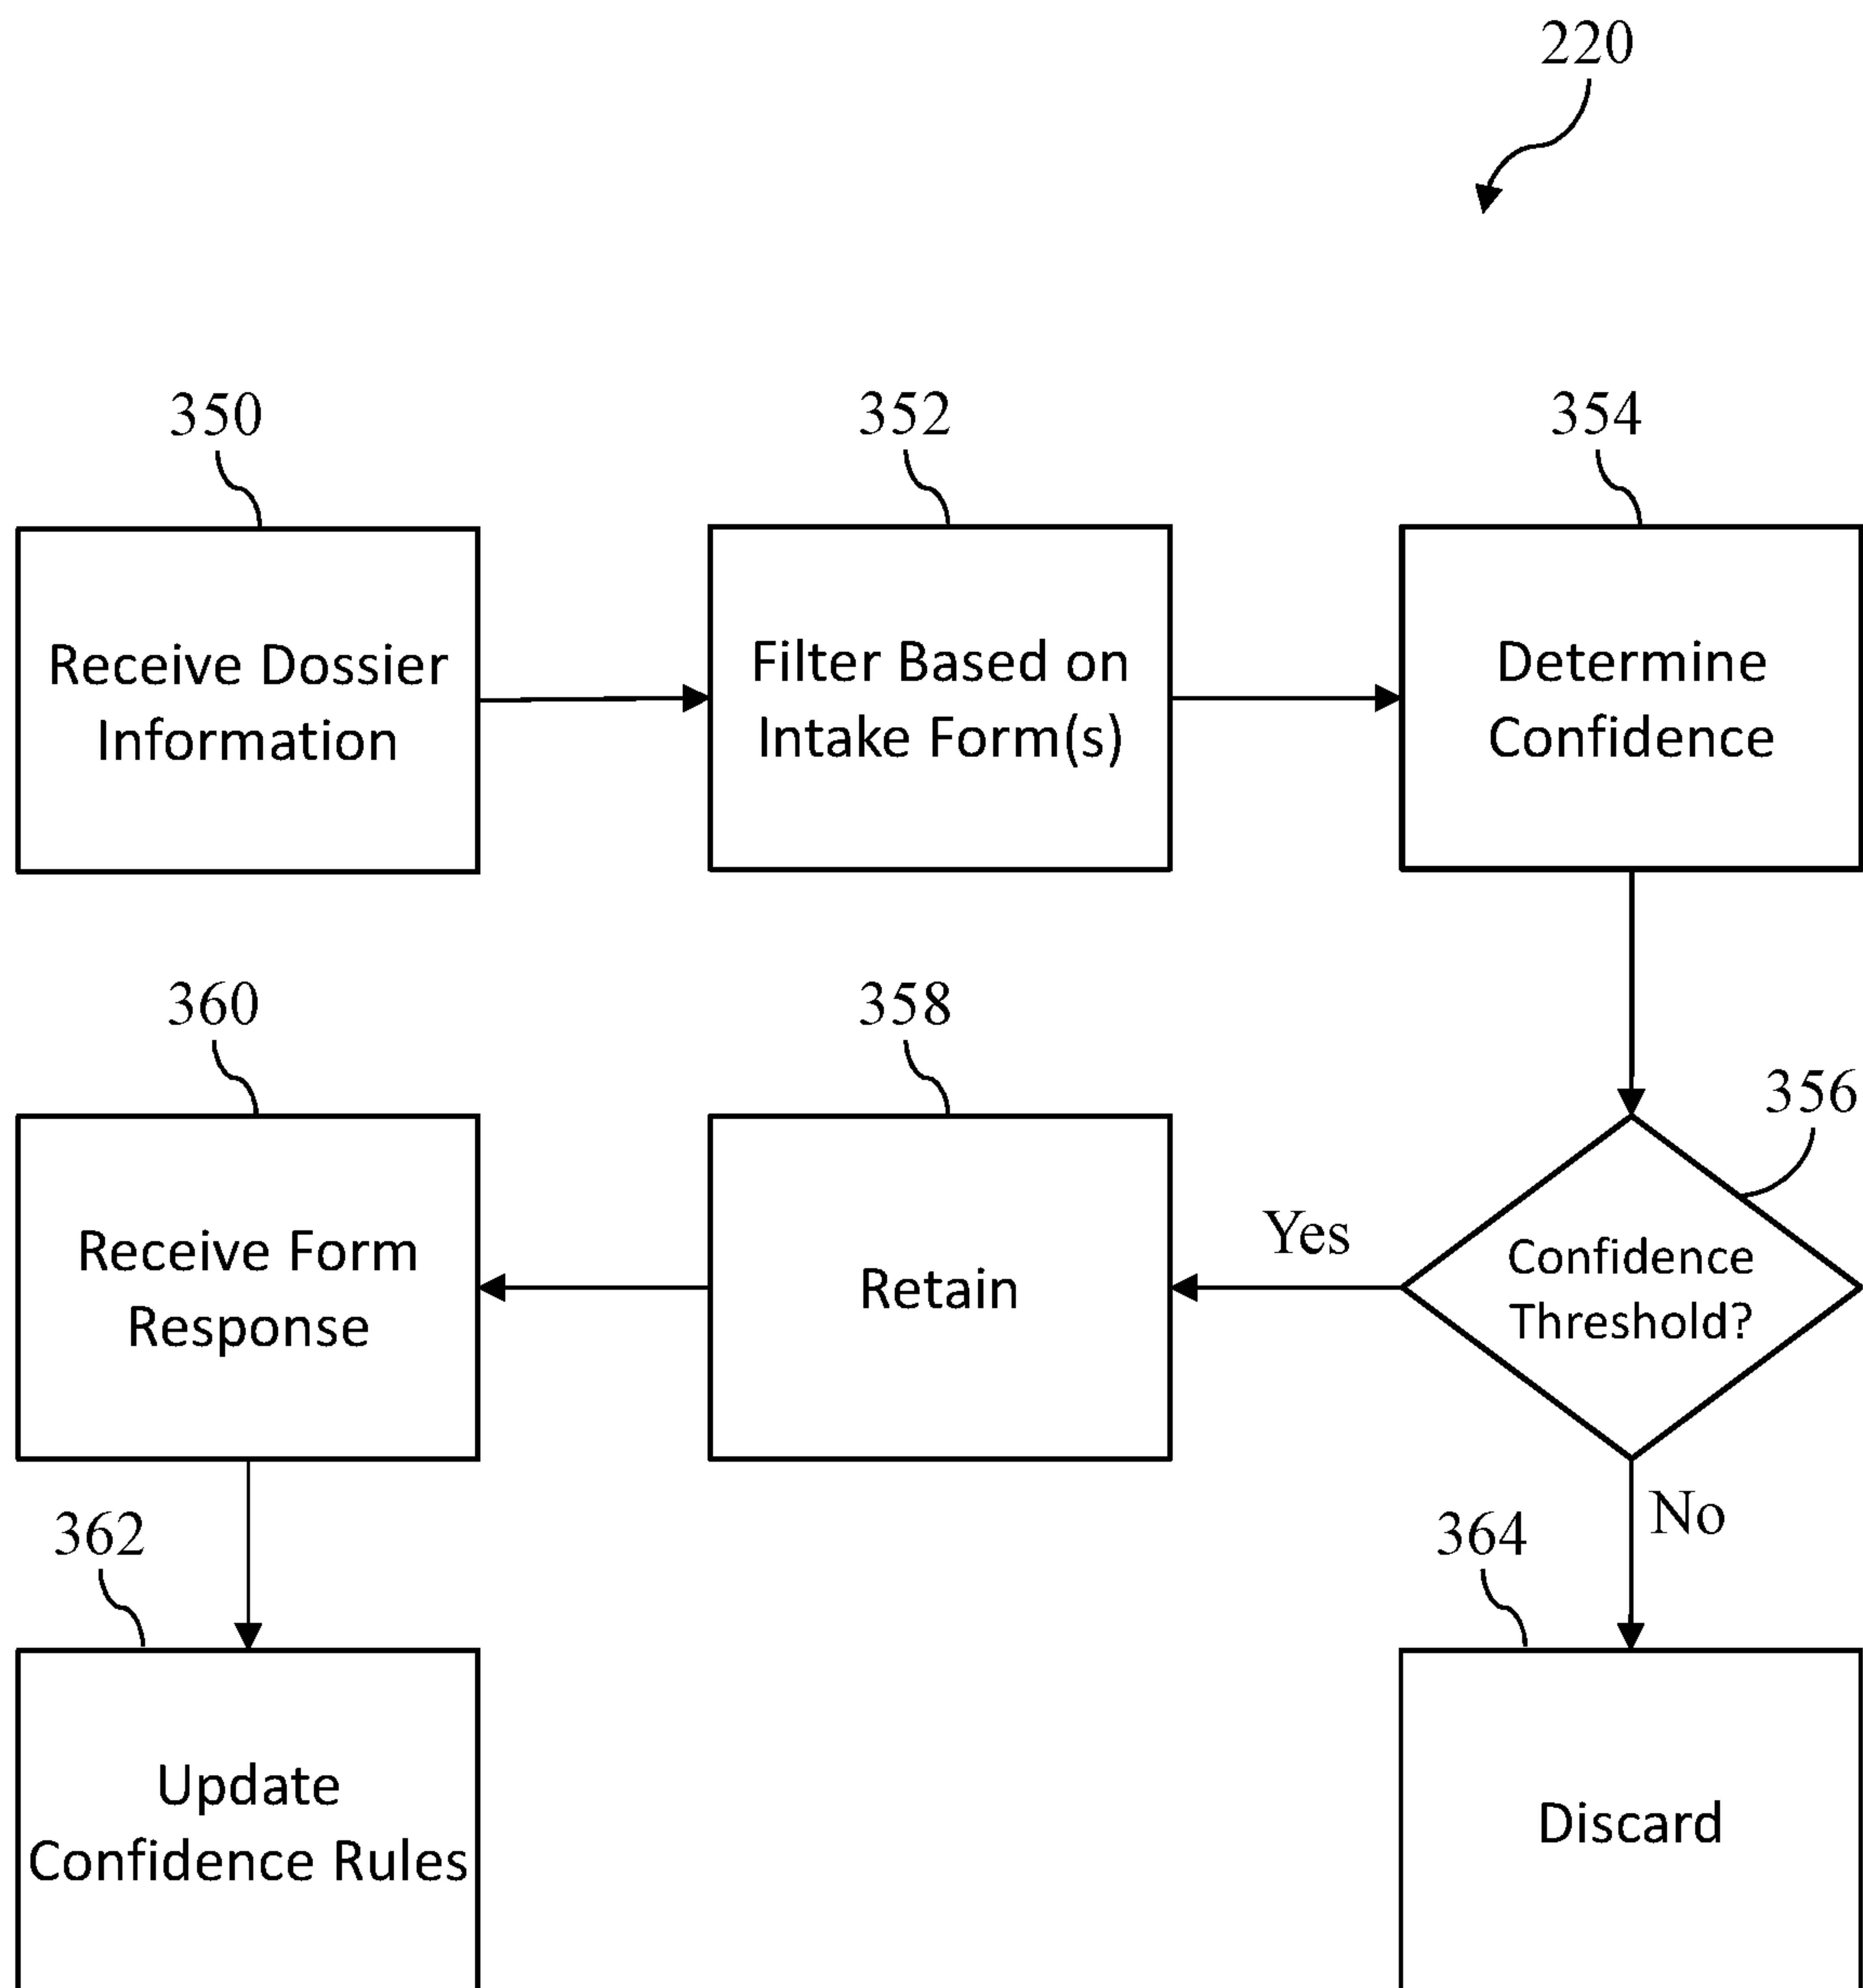 220
350
352
354
Receive Dossier
Information
Filter Based on
Intake Form(s)
Determine
Confidence
360
358
356
Receive Form
Response
Retain
Yes
Confidence
Threshold?
No
362
364
Update
Confidence Rules
Discard